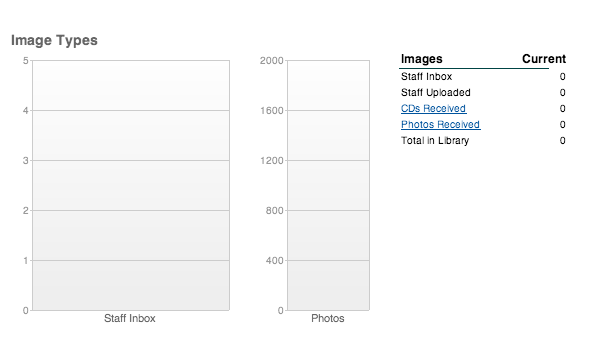 Image Types
5
4
3
2
1
0
Staff Inbox
2000
1600
1200
800
400
0
Photos
Images Current
Staff Inbox 0
Staff Uploaded 0
CDs Received 0
Photos Received 0
Total in Library 0